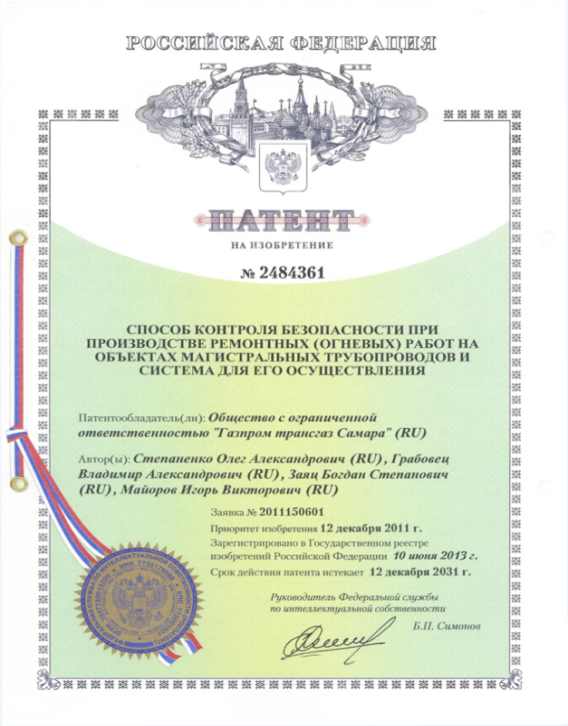 РОССИЙСКАЯ ФЕДЕРАЦИЯ
ПАТЕНТ
НА ИЗОБРЕТЕНИЕ
№ 2484361
СПОСОБ КОНТРОЛЯ БЕЗОПАСНОСТИ ПРИ
ПРОИЗВОДСТВЕ РЕМОНТНЫХ (ОГНЕВЫХ) РАБОТ НА
ОБЪЕКТАХ МАГИСТРАЛЬНЫХ ТРУБОПРОВОДОВ И
СИСТЕМА ДЛЯ ЕГО ОСУЩЕСТВЛЕНИЯ
Патентообладатель(ли): Общество с ограниченной
ответственностью "Газпром трансгаз Самара" (RU)
Автор(ы): Степаненко Олег Александрович (RU), Грабовец
Владимир Александрович (RU), Заяц Богдан Степанович
(RU), Майоров Игорь Викторович (RU)
Заявка № 2011150601
Приоритет изобретения 12 декабря 2011 г.
Зарегистрировано в Государственном реестре
изобретений Российской Федерации 10 июня 2013 г.
Срок действия патента истекает 12 декабря 2031 г.
Руководитель Федеральной службы
по интеллектуальной собственности
Б.П. Симонов